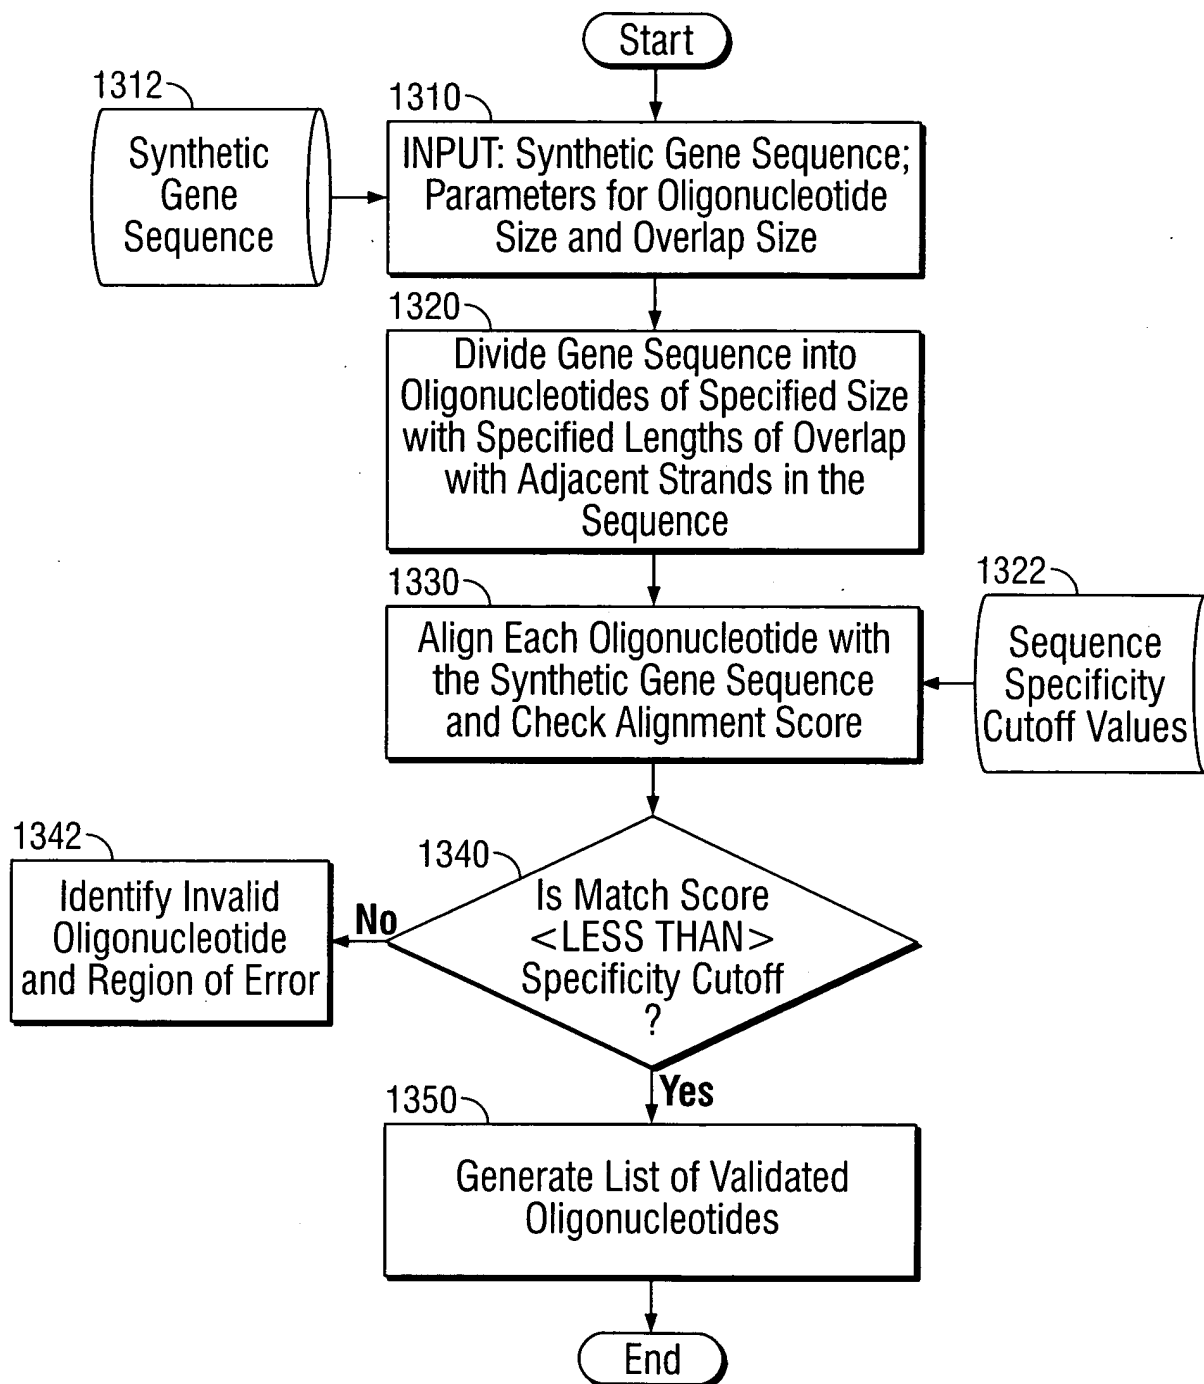 Start
1312
Synthetic
Gene
Sequence
1310
INPUT: Synthetic Gene Sequence;
Parameters for Oligonucleotide
Size and Overlap Size
1320
Divide Gene Sequence into
Oligonucleotides of Specified Size
with Specified Lengths of Overlap
with Adjacent Strands in the
Sequence
1330
Align Each Oligonucleotide with
the Synthetic Gene Sequence
and Check Alignment Score
1322
Sequence
Specificity
Cutoff Values
1340
Is Match Score
<LESS THAN>
Specificity Cutoff
?
No
1342
Identify Invalid
Oligonucleotide
and Region of Error
Yes
1350
Generate List of Validated
Oligonucleotides
End